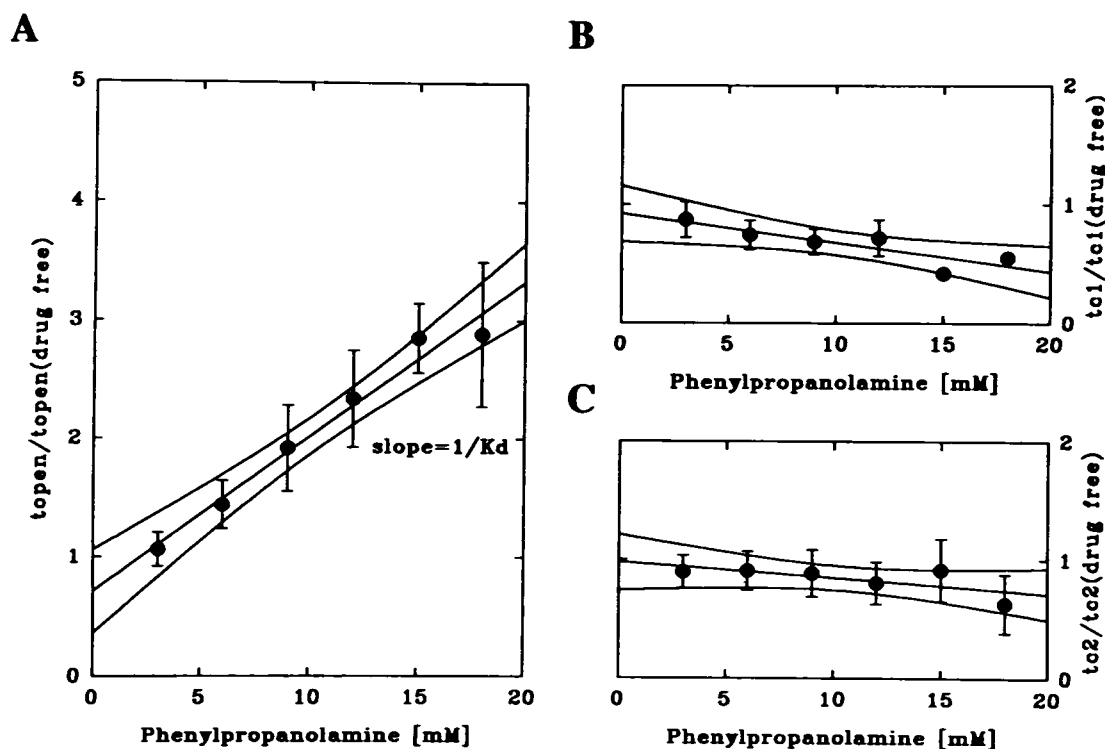 A
5
4
3
2
1
0
topen/topen(drug free)
slope=1/Kd
0 5 10 15 20
Phenylpropanolamine [mM]
B
2
1
0
tc1/tc1(drug free)
0 5 10 15 20
Phenylpropanolamine [mM]
C
2
1
0
tc2/tc2(drug free)
0 5 10 15 20
Phenylpropanolamine [mM]